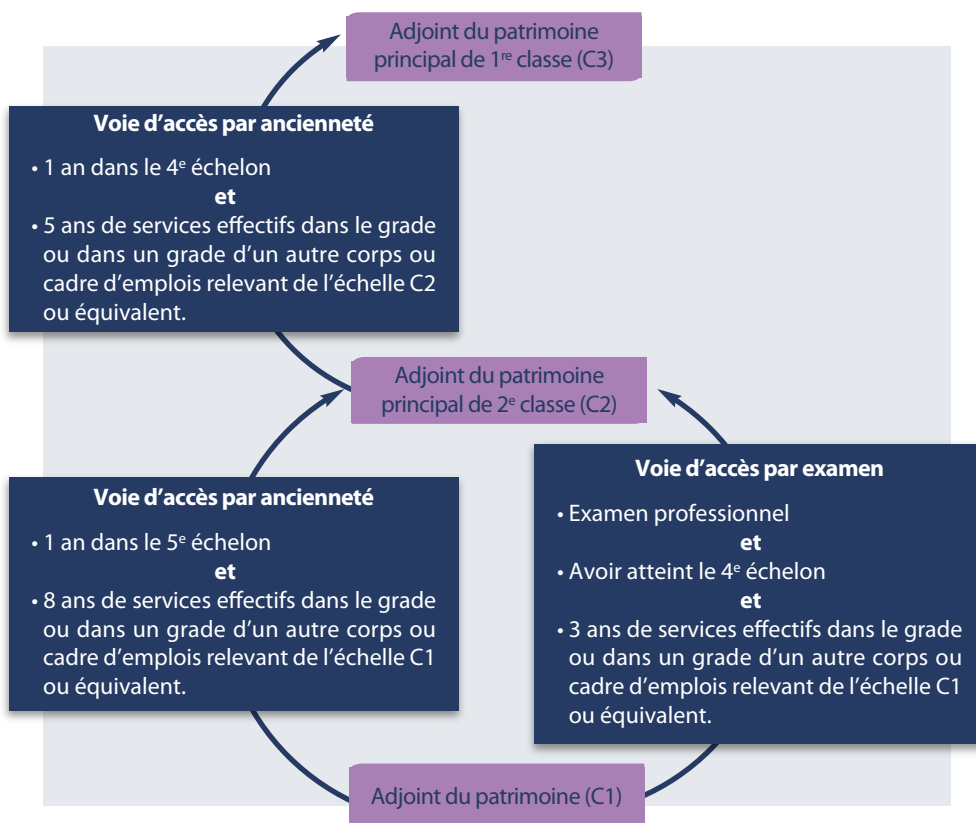 Adjoint du patrimoine
principal de 1re classe (C3)
Voie d’accès par ancienneté
• 1 an dans le 4e échelon
et
• 5 ans de services effectifs dans le grade
ou dans un grade d’un autre corps ou
cadre d’emplois relevant de l’échelle C2
ou équivalent.
Adjoint du patrimoine
principal de 2e classe (C2)
Voie d’accès par ancienneté
• 1 an dans le 5e échelon
et
• 8 ans de services effectifs dans le grade
ou dans un grade d’un autre corps ou
cadre d’emplois relevant de l’échelle C1
ou équivalent.
Voie d’accès par examen
• Examen professionnel
et
• Avoir atteint le 4e échelon
et
• 3 ans de services effectifs dans le grade
ou dans un grade d’un autre corps ou
cadre d’emplois relevant de l’échelle C1
ou équivalent.
Adjoint du patrimoine (C1)